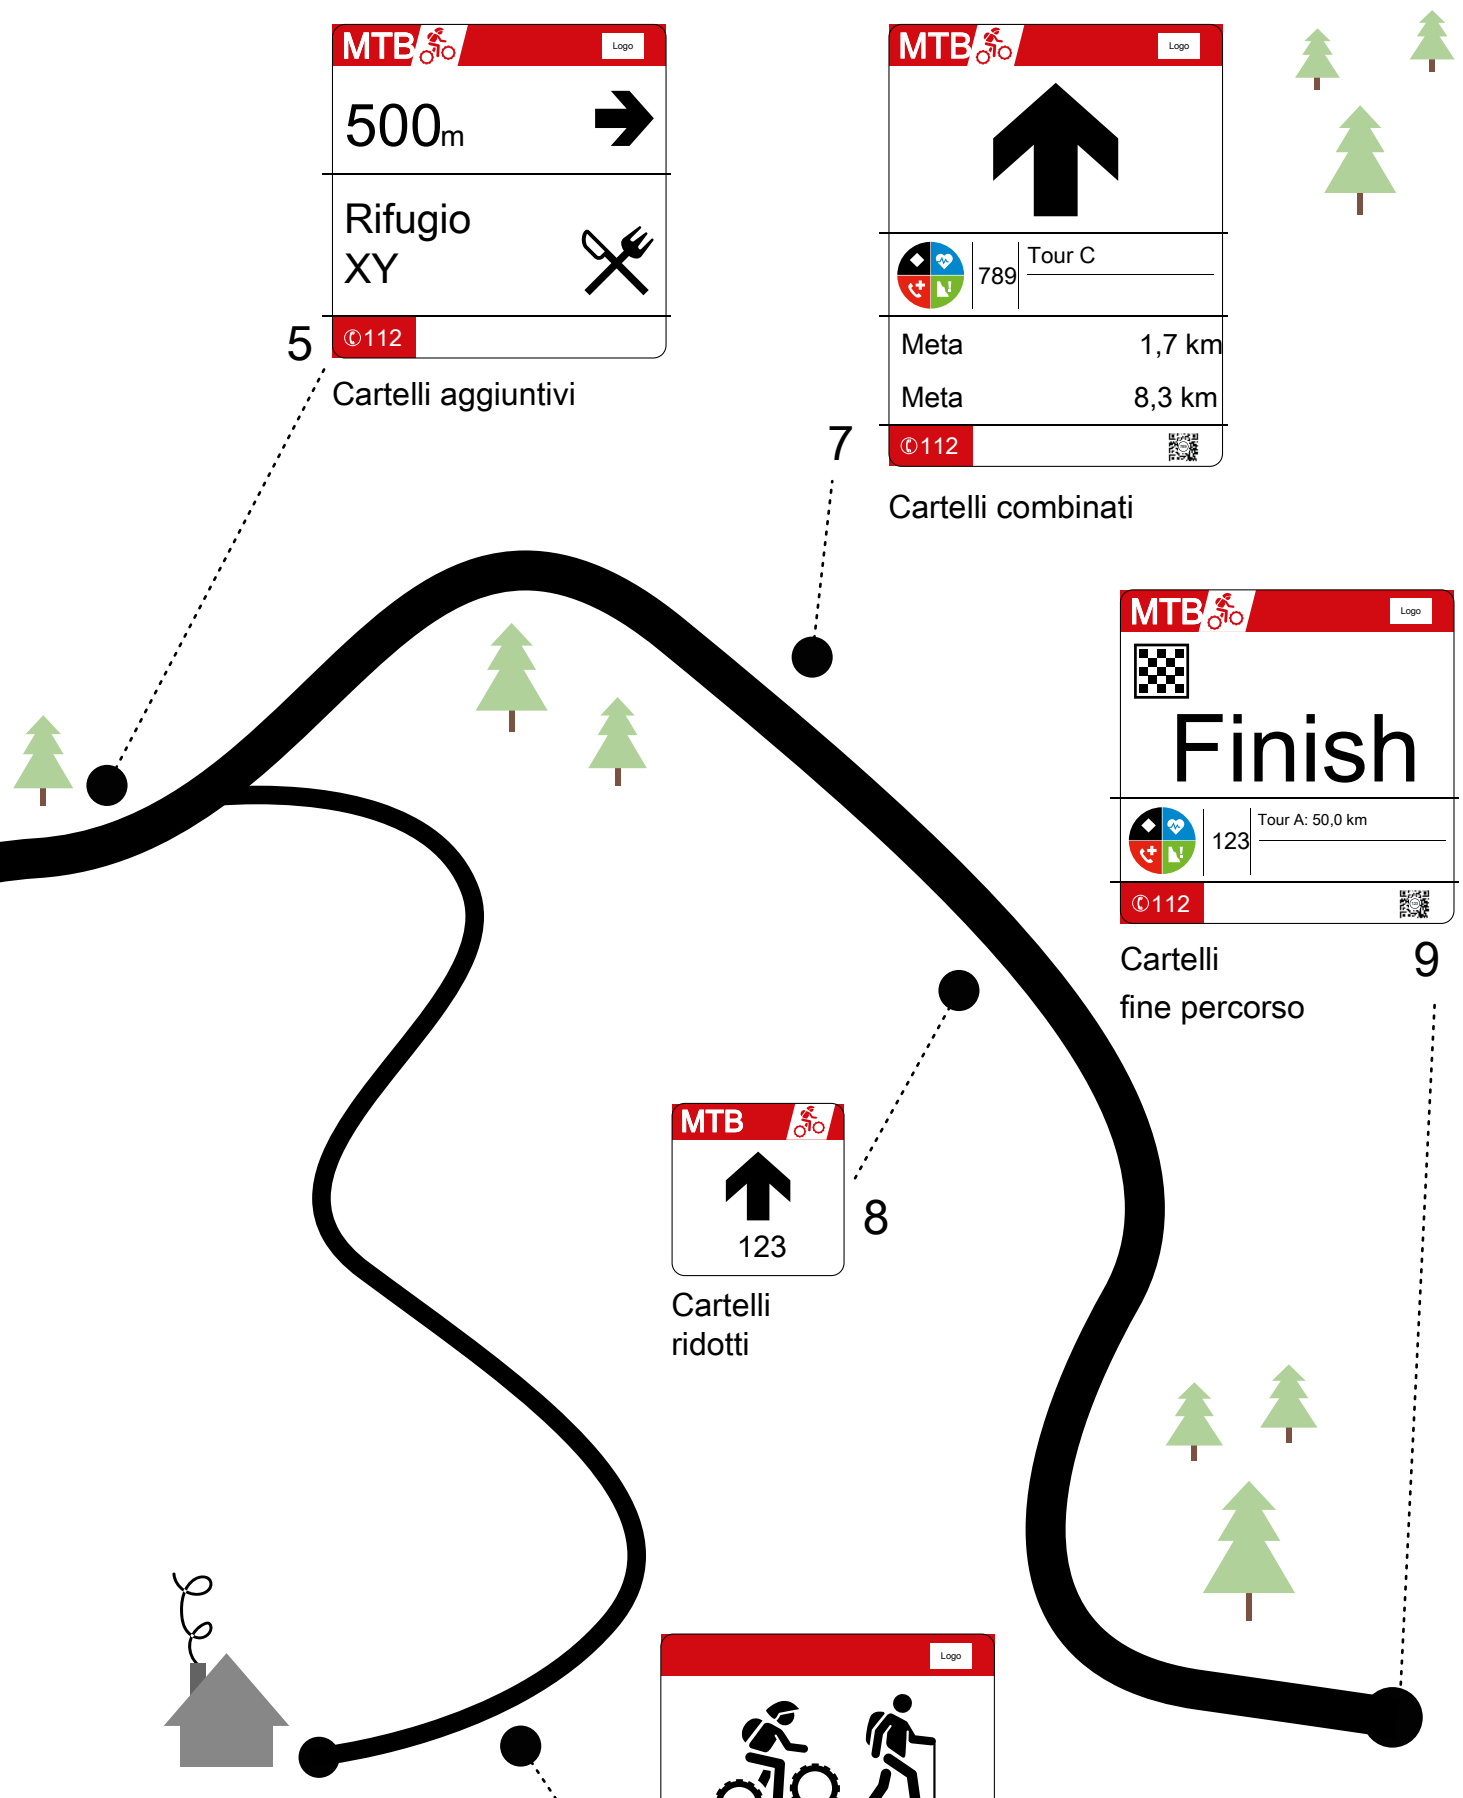 MTB
Logo
500m
Rifugio
XY
✆112
5
Cartelli aggiuntivi
MTB
Logo
789
Tour C
Meta 1,7 km
Meta 8,3 km
✆112
7
Cartelli combinati
MTB
Logo
Finish
123
Tour A: 50,0 km
✆112
Cartelli
fine percorso
9
MTB
123
8
Cartelli
ridotti
Logo